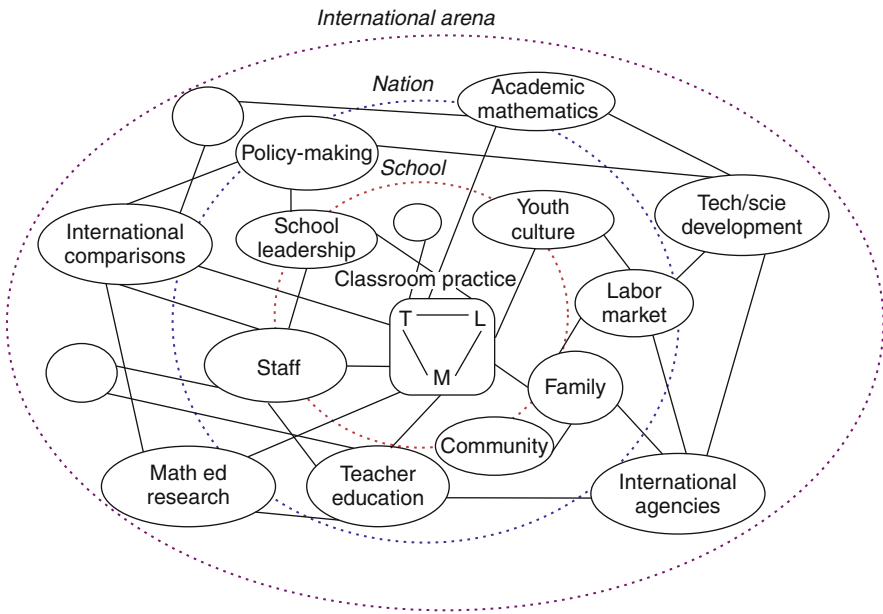 International arena
Nation
Academic
mathematics
Policy-making
School
Tech/scie
development
Youth
culture
International
comparisons
School
leadership
Classroom practice
Labor
market
T L
M
Staff
Family
Community
Math ed
research
Teacher
education
International
agencies